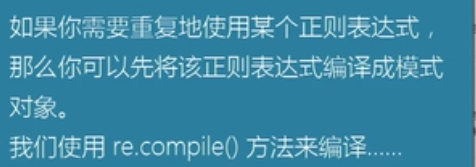 如果你需要重复地使用某个正则表达式，
那么你可以先将该正则表达式编译成模式
对象。
我们使用 re.compile() 方法来编译……